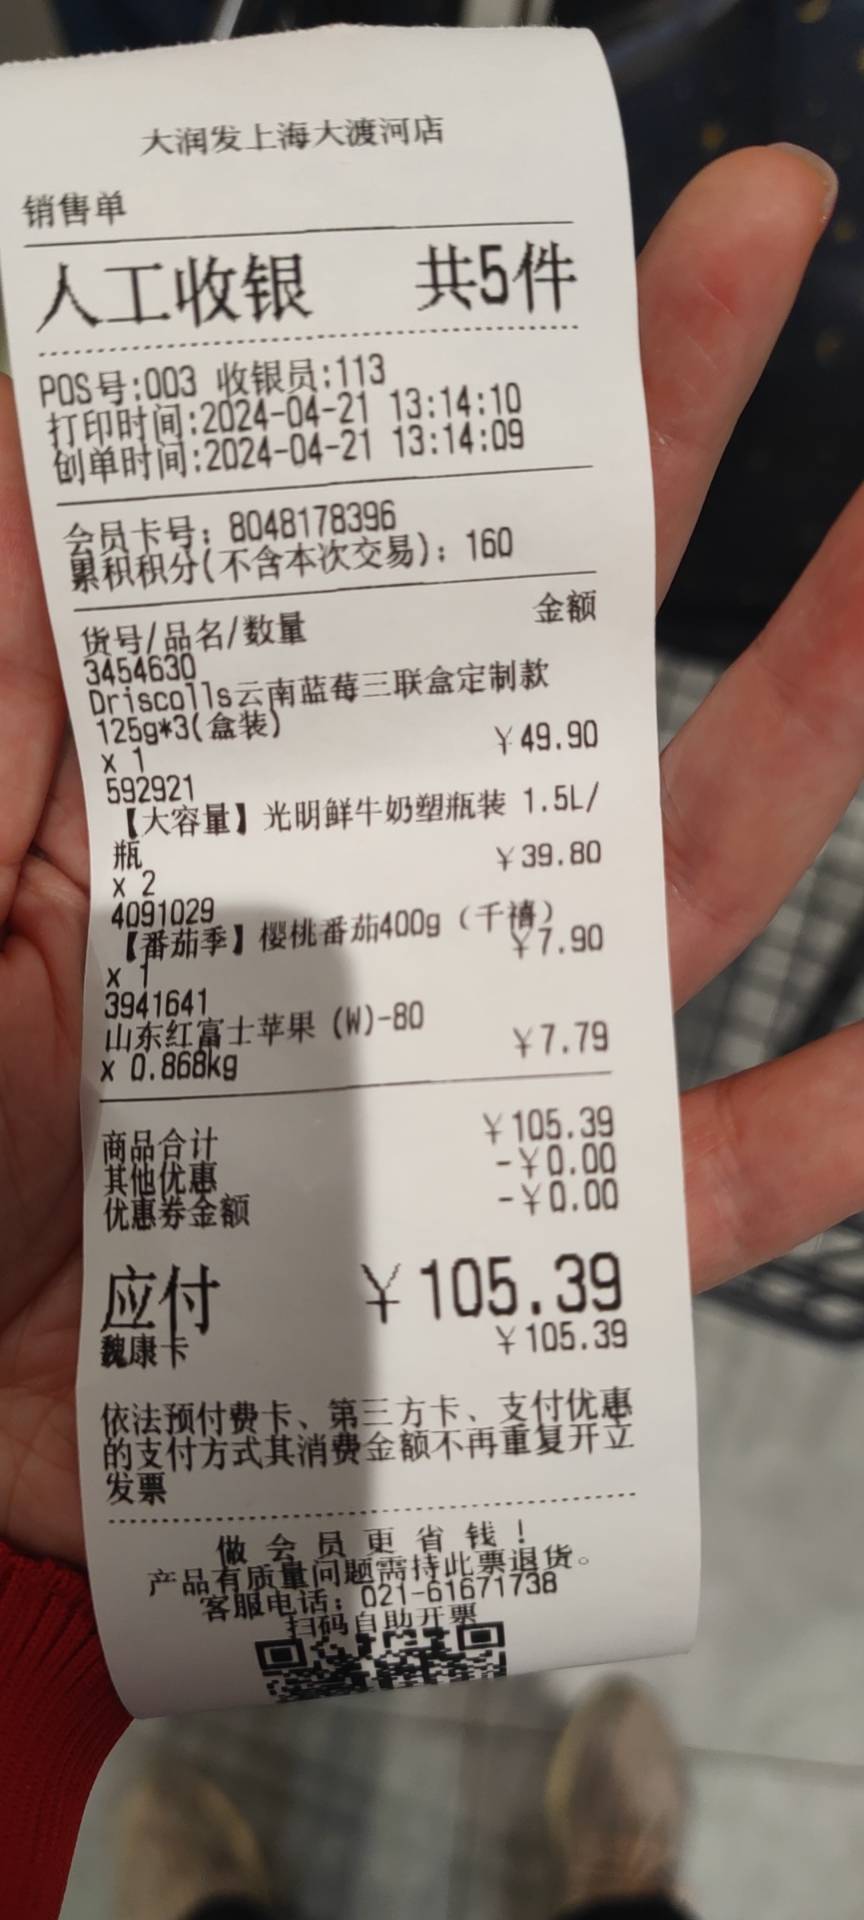 大润发上海大渡河店
销售单
人工收银 共5件
POS号:003 收银员:113
打印时间:2024-04-21 13:14:10
创单时间:2024-04-21 13:14:09
会员卡号: 8048178396
累积积分(不含本次交易): 160
货号/品名/数量 金额
3454630
Driscolls云南蓝莓三联盒定制款
125g*3(盒装)
x 1 ¥49.90
592921
【大容量】光明鲜牛奶塑瓶装 1.5L/
瓶
x 2 ¥39.80
4091029
【番茄季】樱桃番茄400g（千禧）
x 1 ¥7.90
3941641
山东红富士苹果 (W)-80
x 0.868kg ¥7.79
商品合计 ¥105.39
其他优惠 -¥0.00
优惠券金额 -¥0.00
应付 ¥105.39
魏康卡 ¥105.39
依法预付费卡、第三方卡、支付优惠
的支付方式其消费金额不再重复开立
发票
做会员更省钱!
产品有质量问题需持此票退货。
客服电话: 021-61671738
扫码自助开票